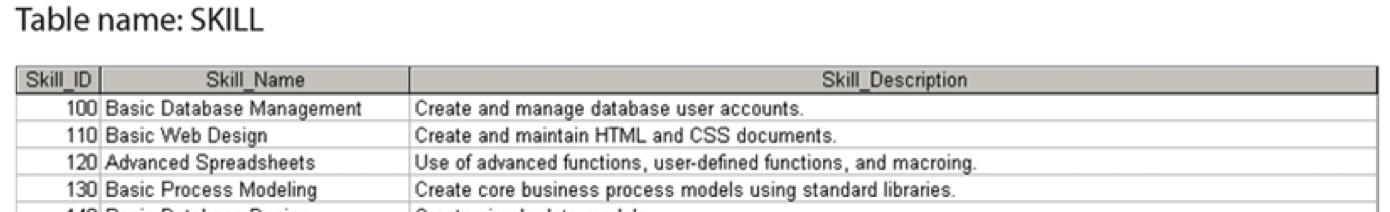 Table name: SKILL
Skill_ID Skill_Name Skill_Description
100 Basic Database Management Create and manage database user accounts.
110 Basic Web Design Create and maintain HTML and CSS documents.
120 Advanced Spreadsheets Use of advanced functions, user-defined functions, and macroing.
130 Basic Process Modeling Create core business process models using standard libraries.